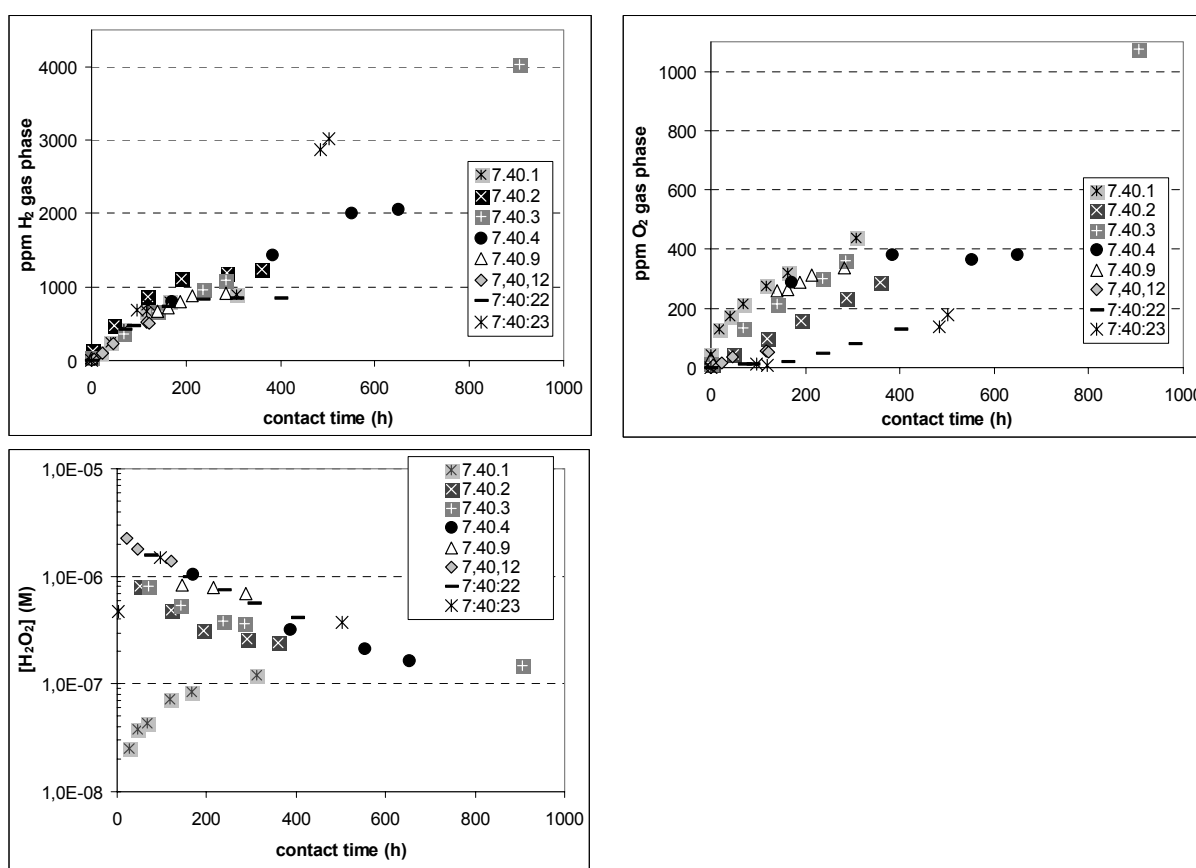 ppm H2 gas phase
4000
3000
2000
1000
0
0 200 400 600 800 1000
contact time (h)
7.40.1
7.40.2
7.40.3
7.40.4
7.40.9
7,40,12
7:40:22
7:40:23
ppm O2 gas phase
1000
800
600
400
200
0
0 200 400 600 800 1000
contact time (h)
7.40.1
7.40.2
7.40.3
7.40.4
7.40.9
7,40,12
7:40:22
7:40:23
[H2O2] (M)
1,0E-05
1,0E-06
1,0E-07
1,0E-08
0 200 400 600 800 1000
contact time (h)
7.40.1
7.40.2
7.40.3
7.40.4
7.40.9
7,40,12
7:40:22
7:40:23